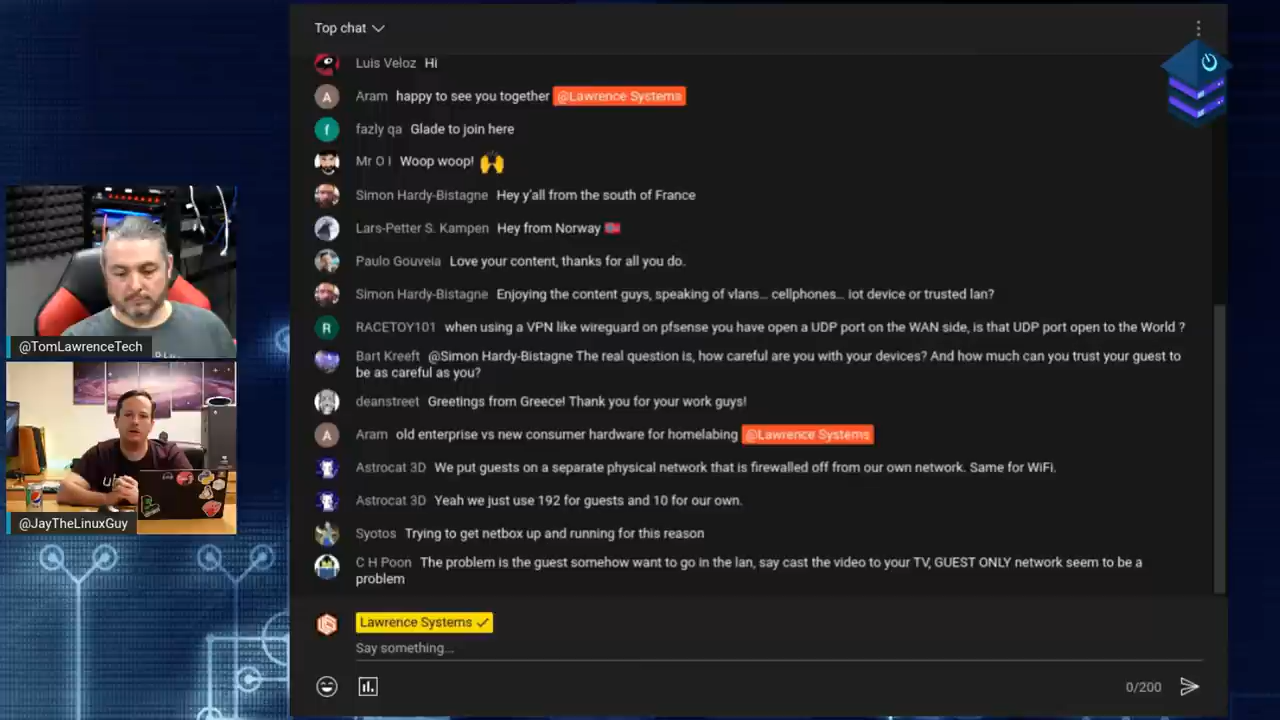 Top chat
Luis Veloz Hi
A Aram happy to see you together @Lawrence Systems
f fazly qa Glade to join here
Mr O I Woop woop! 🙌
Simon Hardy-Bistagne Hey y'all from the south of France
Lars-Petter S. Kampen Hey from Norway 🇳🇴
Paulo Gouveia Love your content, thanks for all you do.
Simon Hardy-Bistagne Enjoying the content guys, speaking of vlans... cellphones... iot device or trusted lan?
R RACETOY101 when using a VPN like wireguard on pfsense you have open a UDP port on the WAN side, is that UDP port open to the World ?
Bart Kreeft @Simon Hardy-Bistagne The real question is, how careful are you with your devices? And how much can you trust your guest to
be as careful as you?
deanstreet Greetings from Greece! Thank you for your work guys!
A Aram old enterprise vs new consumer hardware for homelabing @Lawrence Systems
Astrocat 3D We put guests on a separate physical network that is firewalled off from our own network. Same for WiFi.
Astrocat 3D Yeah we just use 192 for guests and 10 for our own.
Syotos Trying to get netbox up and running for this reason
C H Poon The problem is the guest somehow want to go in the lan, say cast the video to your TV, GUEST ONLY network seem to be a
problem
Lawrence Systems ✓
Say something...
0/200
@TomLawrenceTech
@JayTheLinuxGuy